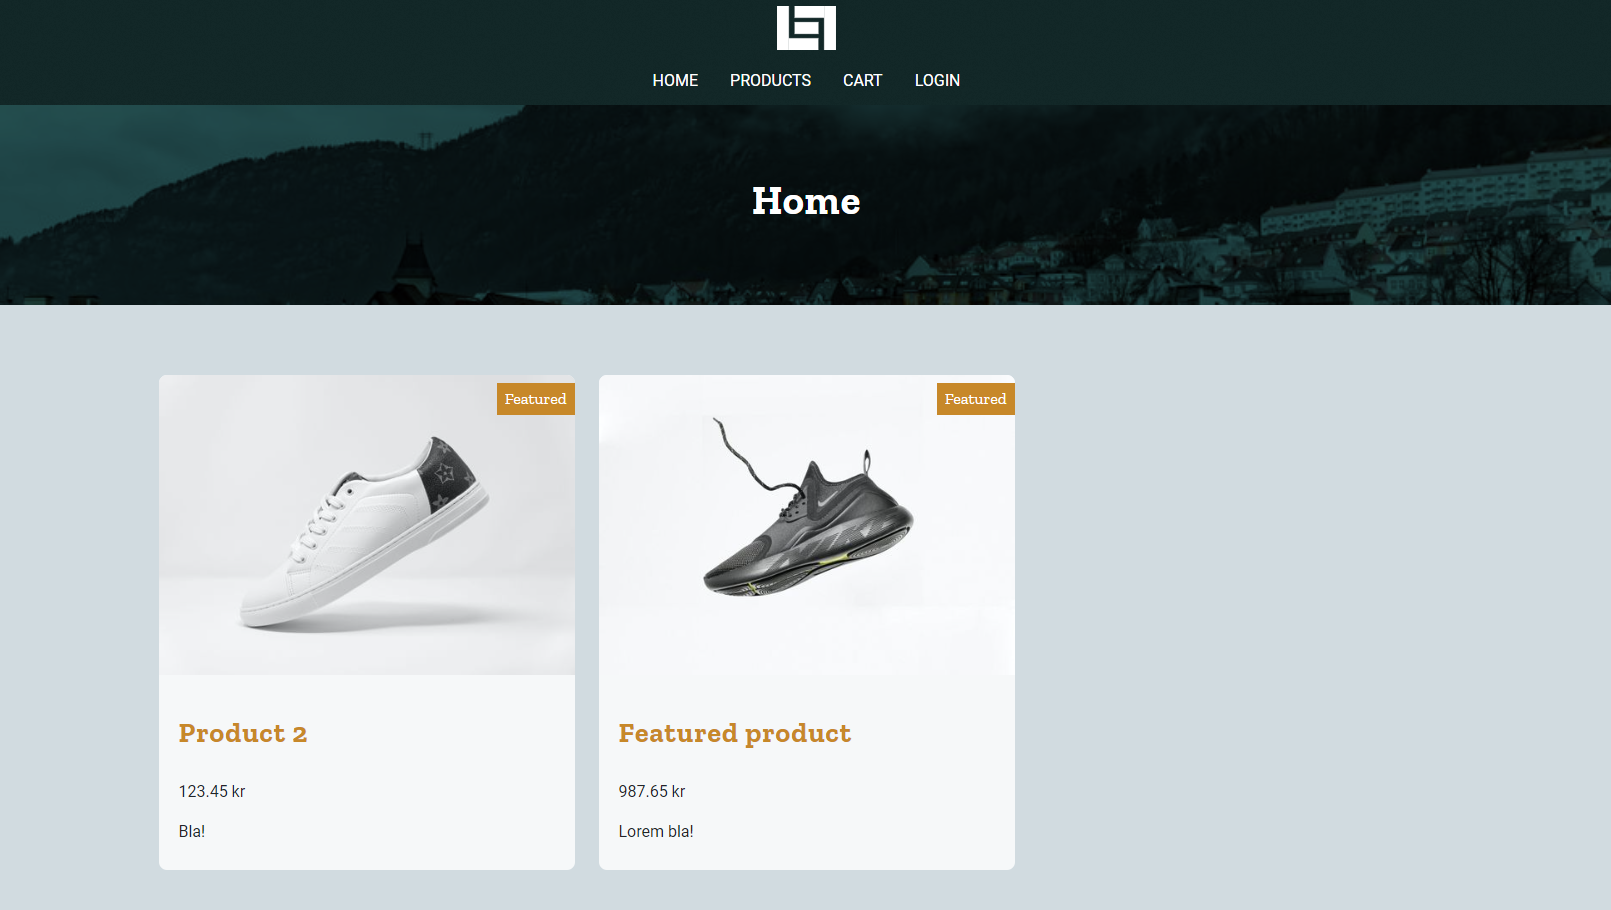 HOME PRODUCTS CART LOGIN
Home
Featured
Product 2
123.45 kr
Bla!
Featured
Featured product
987.65 kr
Lorem bla!